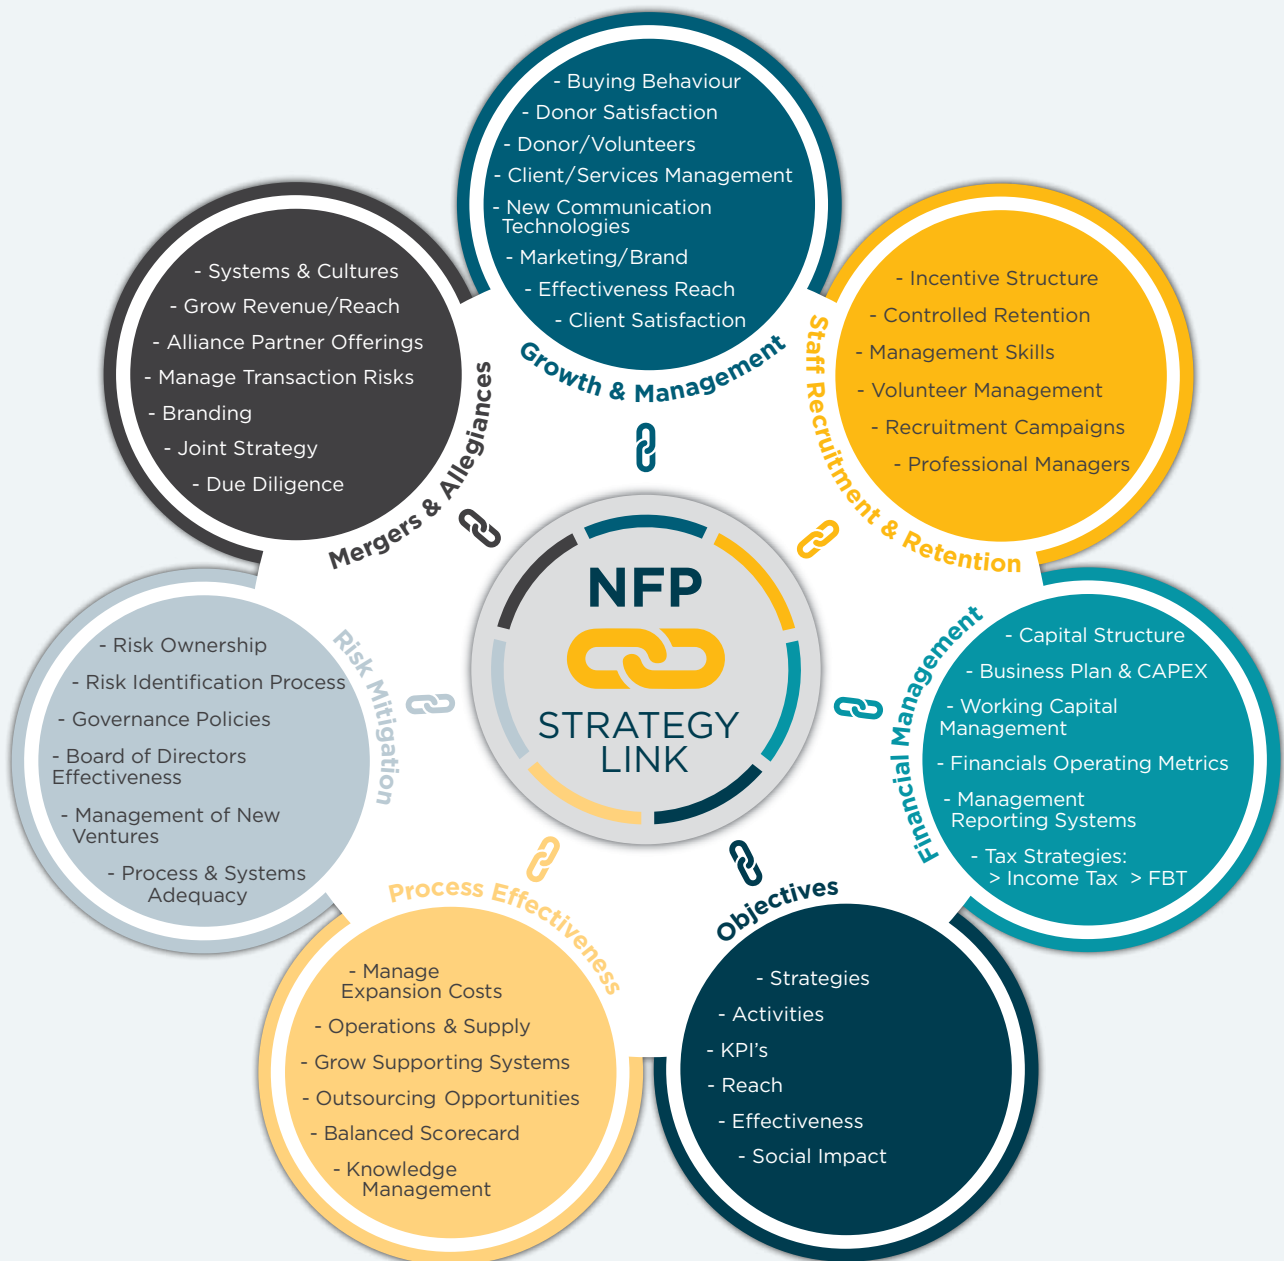 - Buying Behaviour
- Donor Satisfaction
- Donor/Volunteers
- Client/Services Management
- New Communication
Technologies
- Marketing/Brand
- Effectiveness Reach
- Client Satisfaction
Growth & Management
- Incentive Structure
- Controlled Retention
- Management Skills
- Volunteer Management
- Recruitment Campaigns
- Professional Managers
Staff Recruitment & Retention
- Capital Structure
- Business Plan & CAPEX
- Working Capital
Management
- Financials Operating Metrics
- Management
Reporting Systems
- Tax Strategies:
> Income Tax > FBT
Financial Management
Objectives
- Strategies
- Activities
- KPI's
- Reach
- Effectiveness
- Social Impact
Process Effectiveness
- Manage
Expansion Costs
- Operations & Supply
- Grow Supporting Systems
- Outsourcing Opportunities
- Balanced Scorecard
- Knowledge
Management
- Risk Ownership
- Risk Identification Process
- Governance Policies
- Board of Directors
Effectiveness
- Management of New
Ventures
- Process & Systems
Adequacy
Risk Mitigation
- Systems & Cultures
- Grow Revenue/Reach
- Alliance Partner Offerings
- Manage Transaction Risks
- Branding
- Joint Strategy
- Due Diligence
Mergers & Allegiances
NFP
STRATEGY
LINK